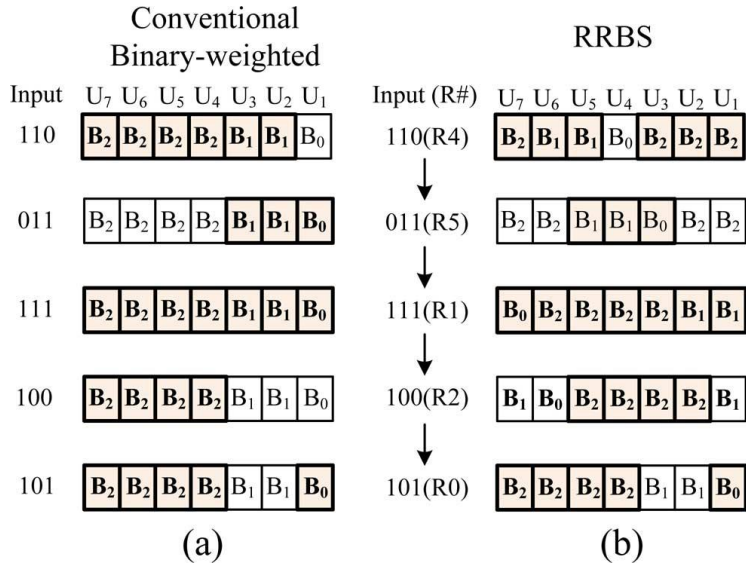 Conventional
Binary-weighted
RRBS
Input U₇ U₆ U₅ U₄ U₃ U₂ U₁ Input (R#) U₇ U₆ U₅ U₄ U₃ U₂ U₁
110 B₂ B₂ B₂ B₂ B₁ B₁ B₀ 110(R4) B₂ B₁ B₁ B₀ B₂ B₂ B₂
011 B₂ B₂ B₂ B₂ B₁ B₁ B₀ 011(R5) B₂ B₂ B₁ B₁ B₀ B₂ B₂
111 B₂ B₂ B₂ B₂ B₁ B₁ B₀ 111(R1) B₀ B₂ B₂ B₂ B₂ B₁ B₁
100 B₂ B₂ B₂ B₂ B₁ B₁ B₀ 100(R2) B₁ B₀ B₂ B₂ B₂ B₂ B₁
101 B₂ B₂ B₂ B₂ B₁ B₁ B₀ 101(R0) B₂ B₂ B₂ B₂ B₁ B₁ B₀
(a) (b)